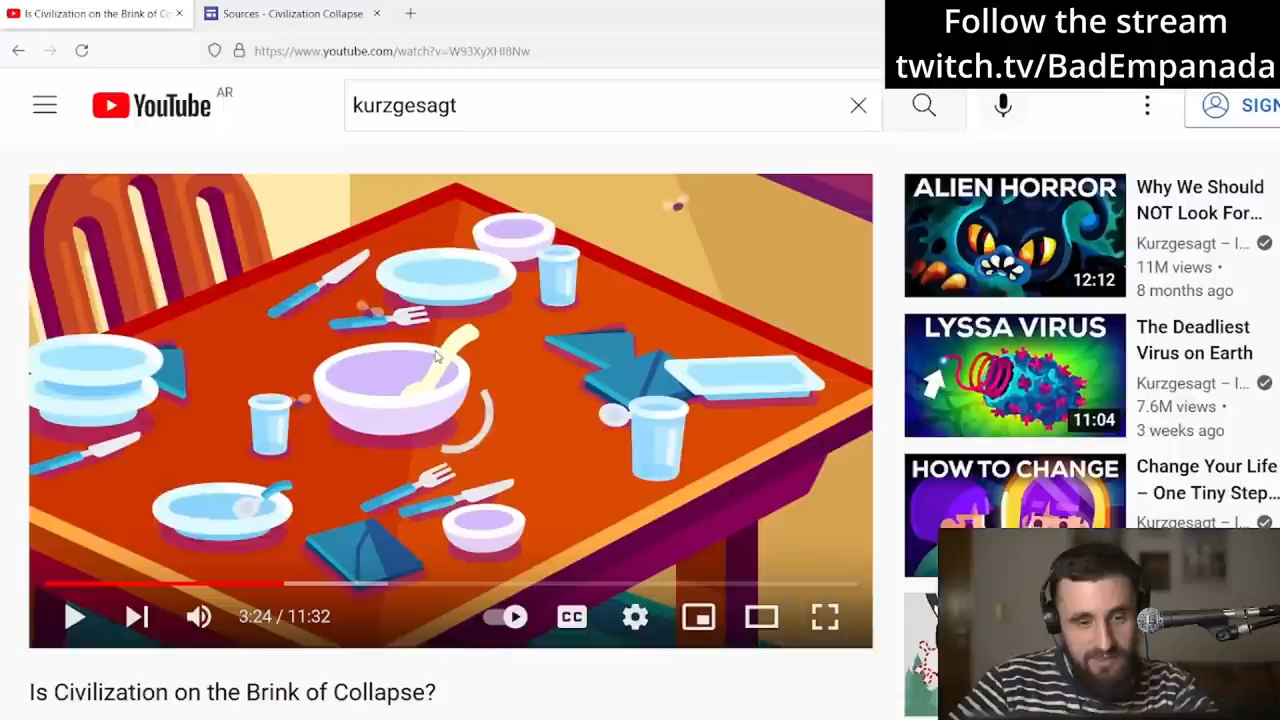 Is Civilization on the Brink of Co
Sources - Civilization Collapse
https://www.youtube.com/watch?v=W93XyXHI8Nw
Follow the stream
twitch.tv/BadEmpanada
YouTube
AR
kurzgesagt
SIGN
ALIEN HORROR
12:12
Why We Should
NOT Look For...
Kurzgesagt – I...
11M views •
8 months ago
LYSSA VIRUS
11:04
The Deadliest
Virus on Earth
Kurzgesagt – I...
7.6M views •
3 weeks ago
HOW TO CHANGE
Change Your Life
– One Tiny Step...
Kurzgesagt – I...
3:24 / 11:32
CC
Is Civilization on the Brink of Collapse?